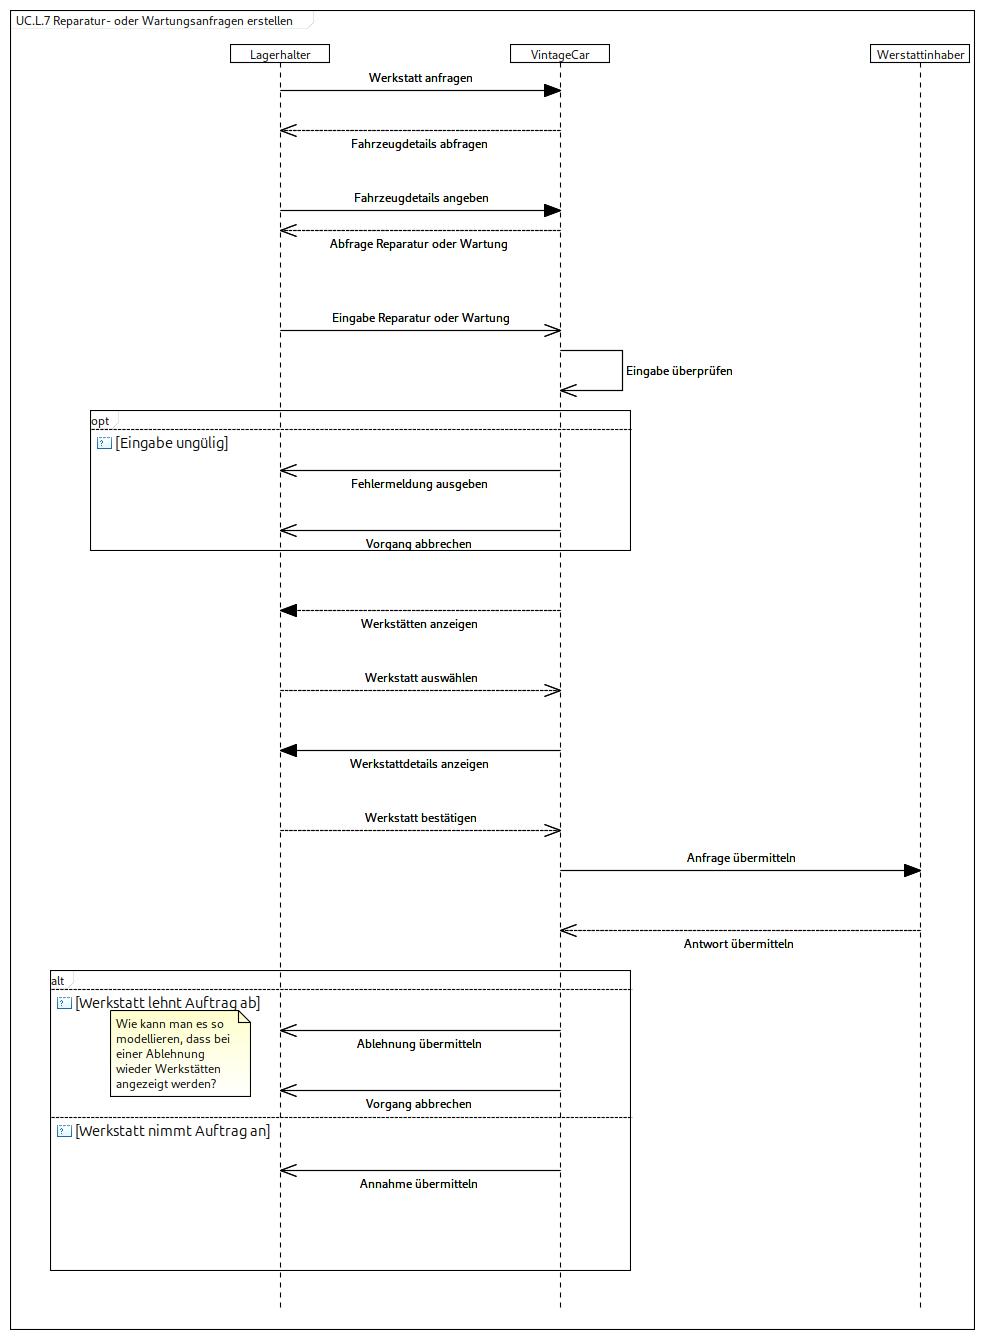 UC.L.7 Reparatur- oder Wartungsanfragen erstellen
Lagerhalter
VintageCar
Werstattinhaber
Werkstatt anfragen
Fahrzeugdetails abfragen
Fahrzeugdetails angeben
Abfrage Reparatur oder Wartung
Eingabe Reparatur oder Wartung
Eingabe überprüfen
opt
[Eingabe ungülig]
Fehlermeldung ausgeben
Vorgang abbrechen
Werkstätten anzeigen
Werkstatt auswählen
Werkstattdetails anzeigen
Werkstatt bestätigen
Anfrage übermitteln
Antwort übermitteln
alt
[Werkstatt lehnt Auftrag ab]
Wie kann man es so
modellieren, dass bei
einer Ablehnung
wieder Werkstätten
angezeigt werden?
Ablehnung übermitteln
Vorgang abbrechen
[Werkstatt nimmt Auftrag an]
Annahme übermitteln